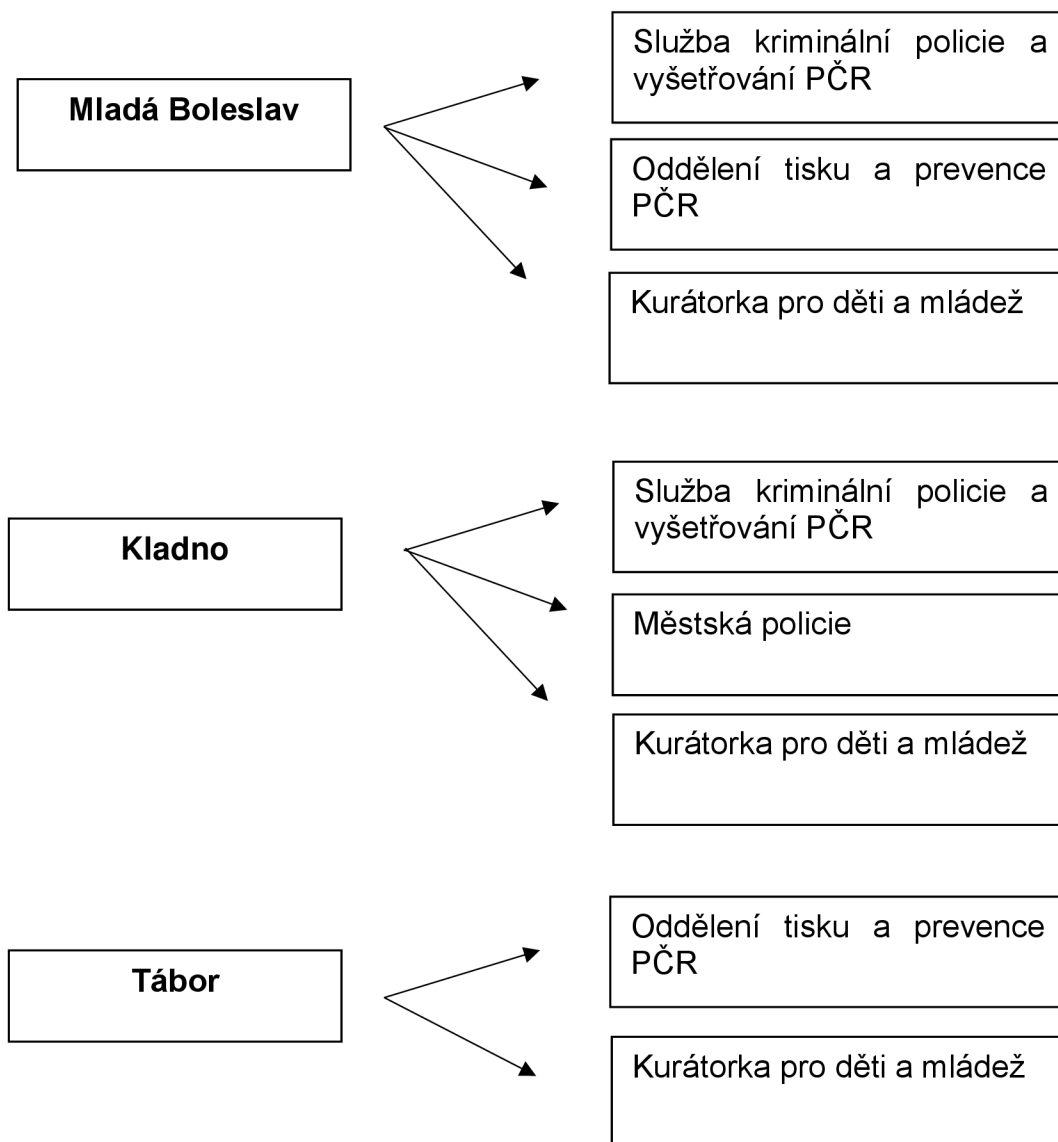 Mladá Boleslav
Služba kriminální policie a
vyšetřování PČR
Oddělení tisku a prevence
PČR
Kurátorka pro děti a mládež
Kladno
Služba kriminální policie a
vyšetřování PČR
Městská policie
Kurátorka pro děti a mládež
Tábor
Oddělení tisku a prevence
PČR
Kurátorka pro děti a mládež